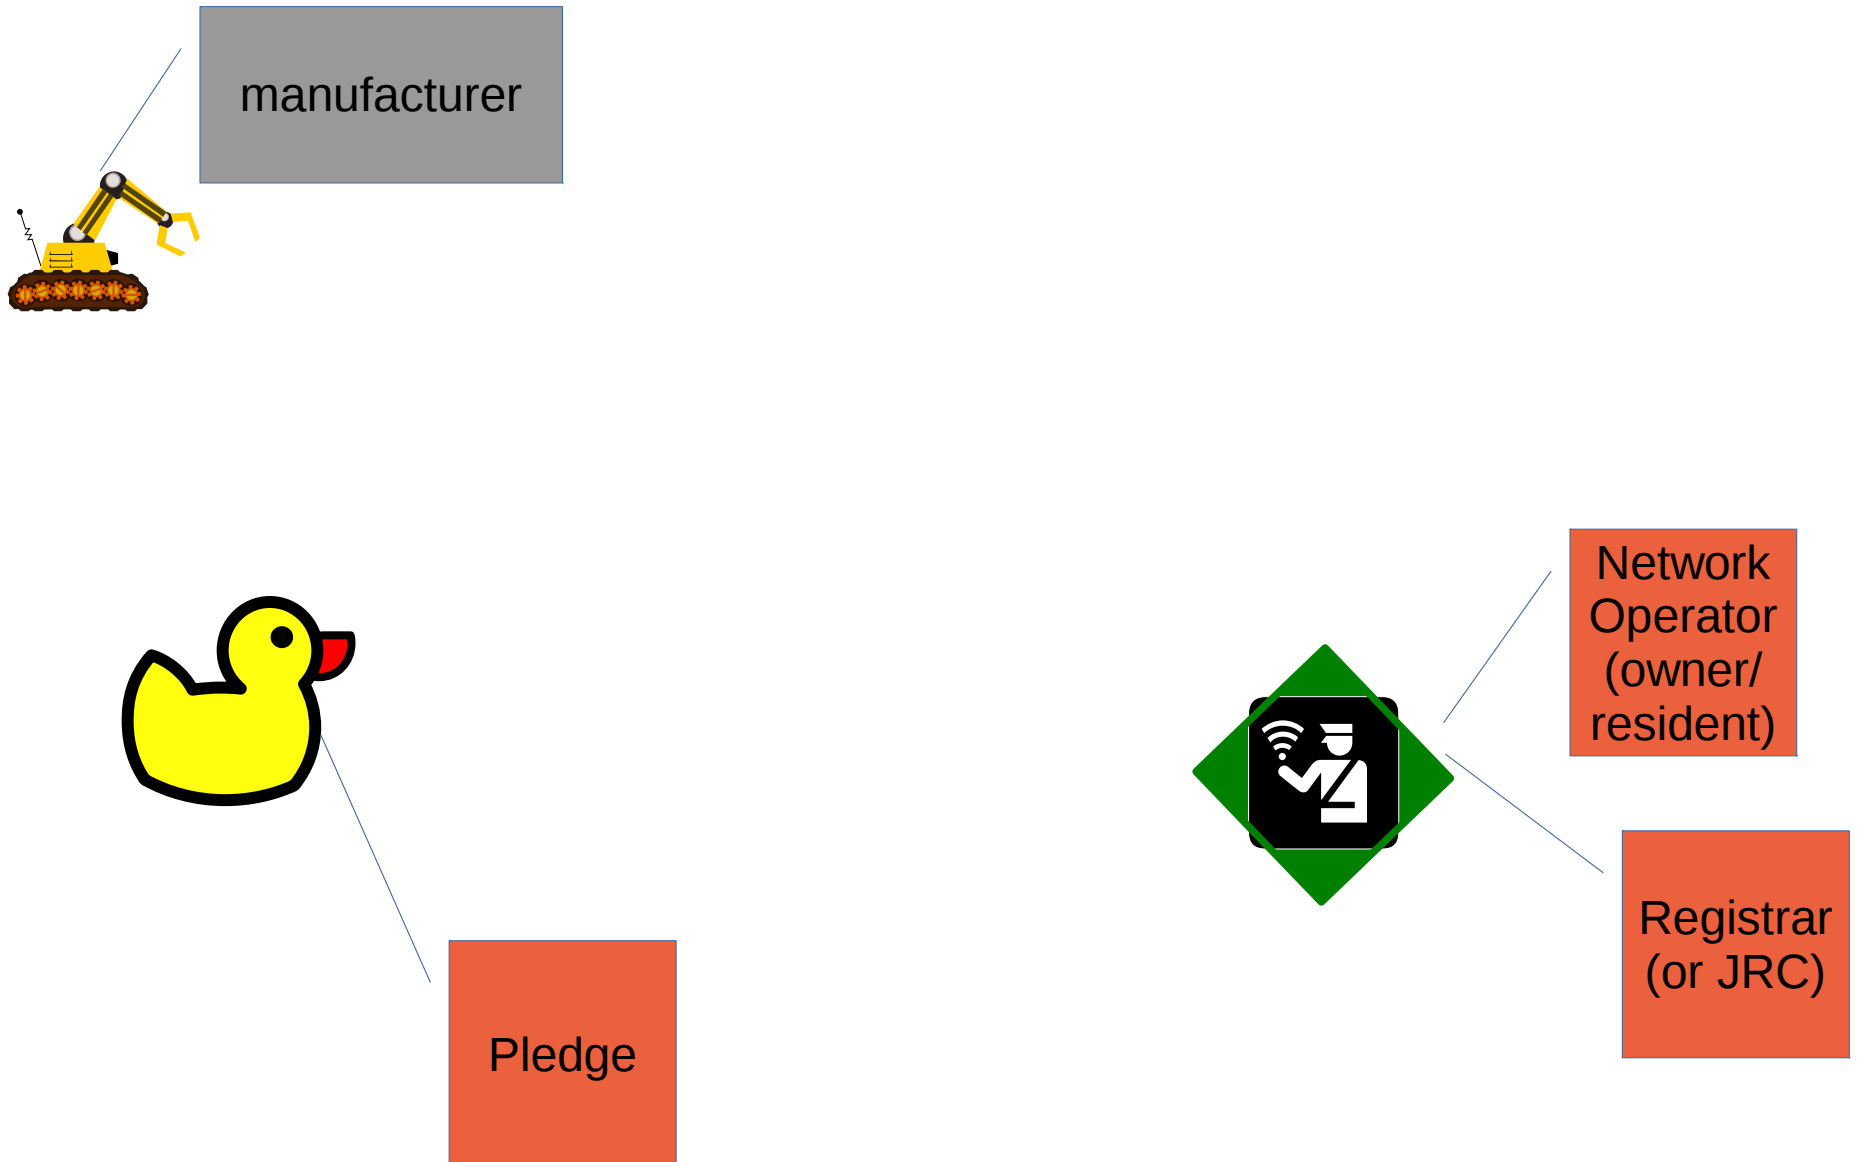 manufacturer
Network
Operator
(owner/
resident)
Registrar
(or JRC)
Pledge